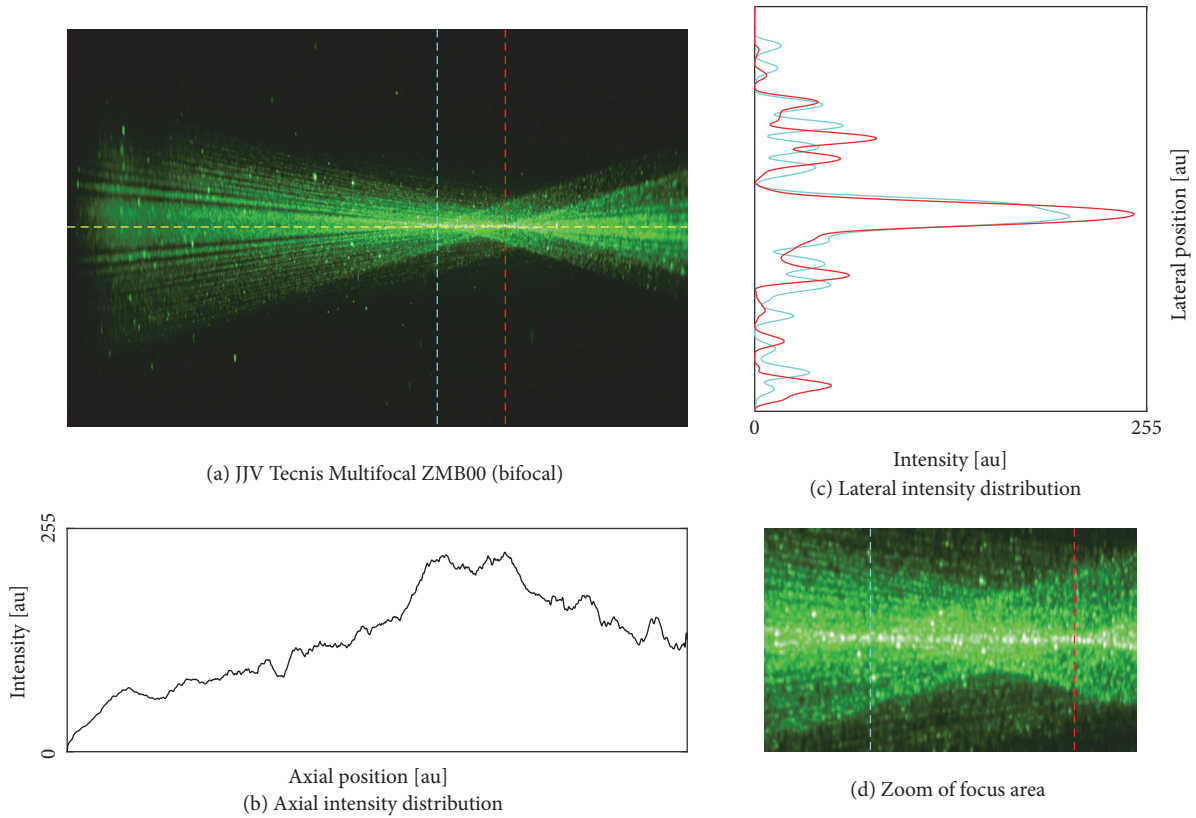 (a) JJV Tecnis Multifocal ZMB00 (bifocal)
Lateral position [au]
0
255
Intensity [au]
(c) Lateral intensity distribution
255
Intensity [au]
0
Axial position [au]
(b) Axial intensity distribution
(d) Zoom of focus area